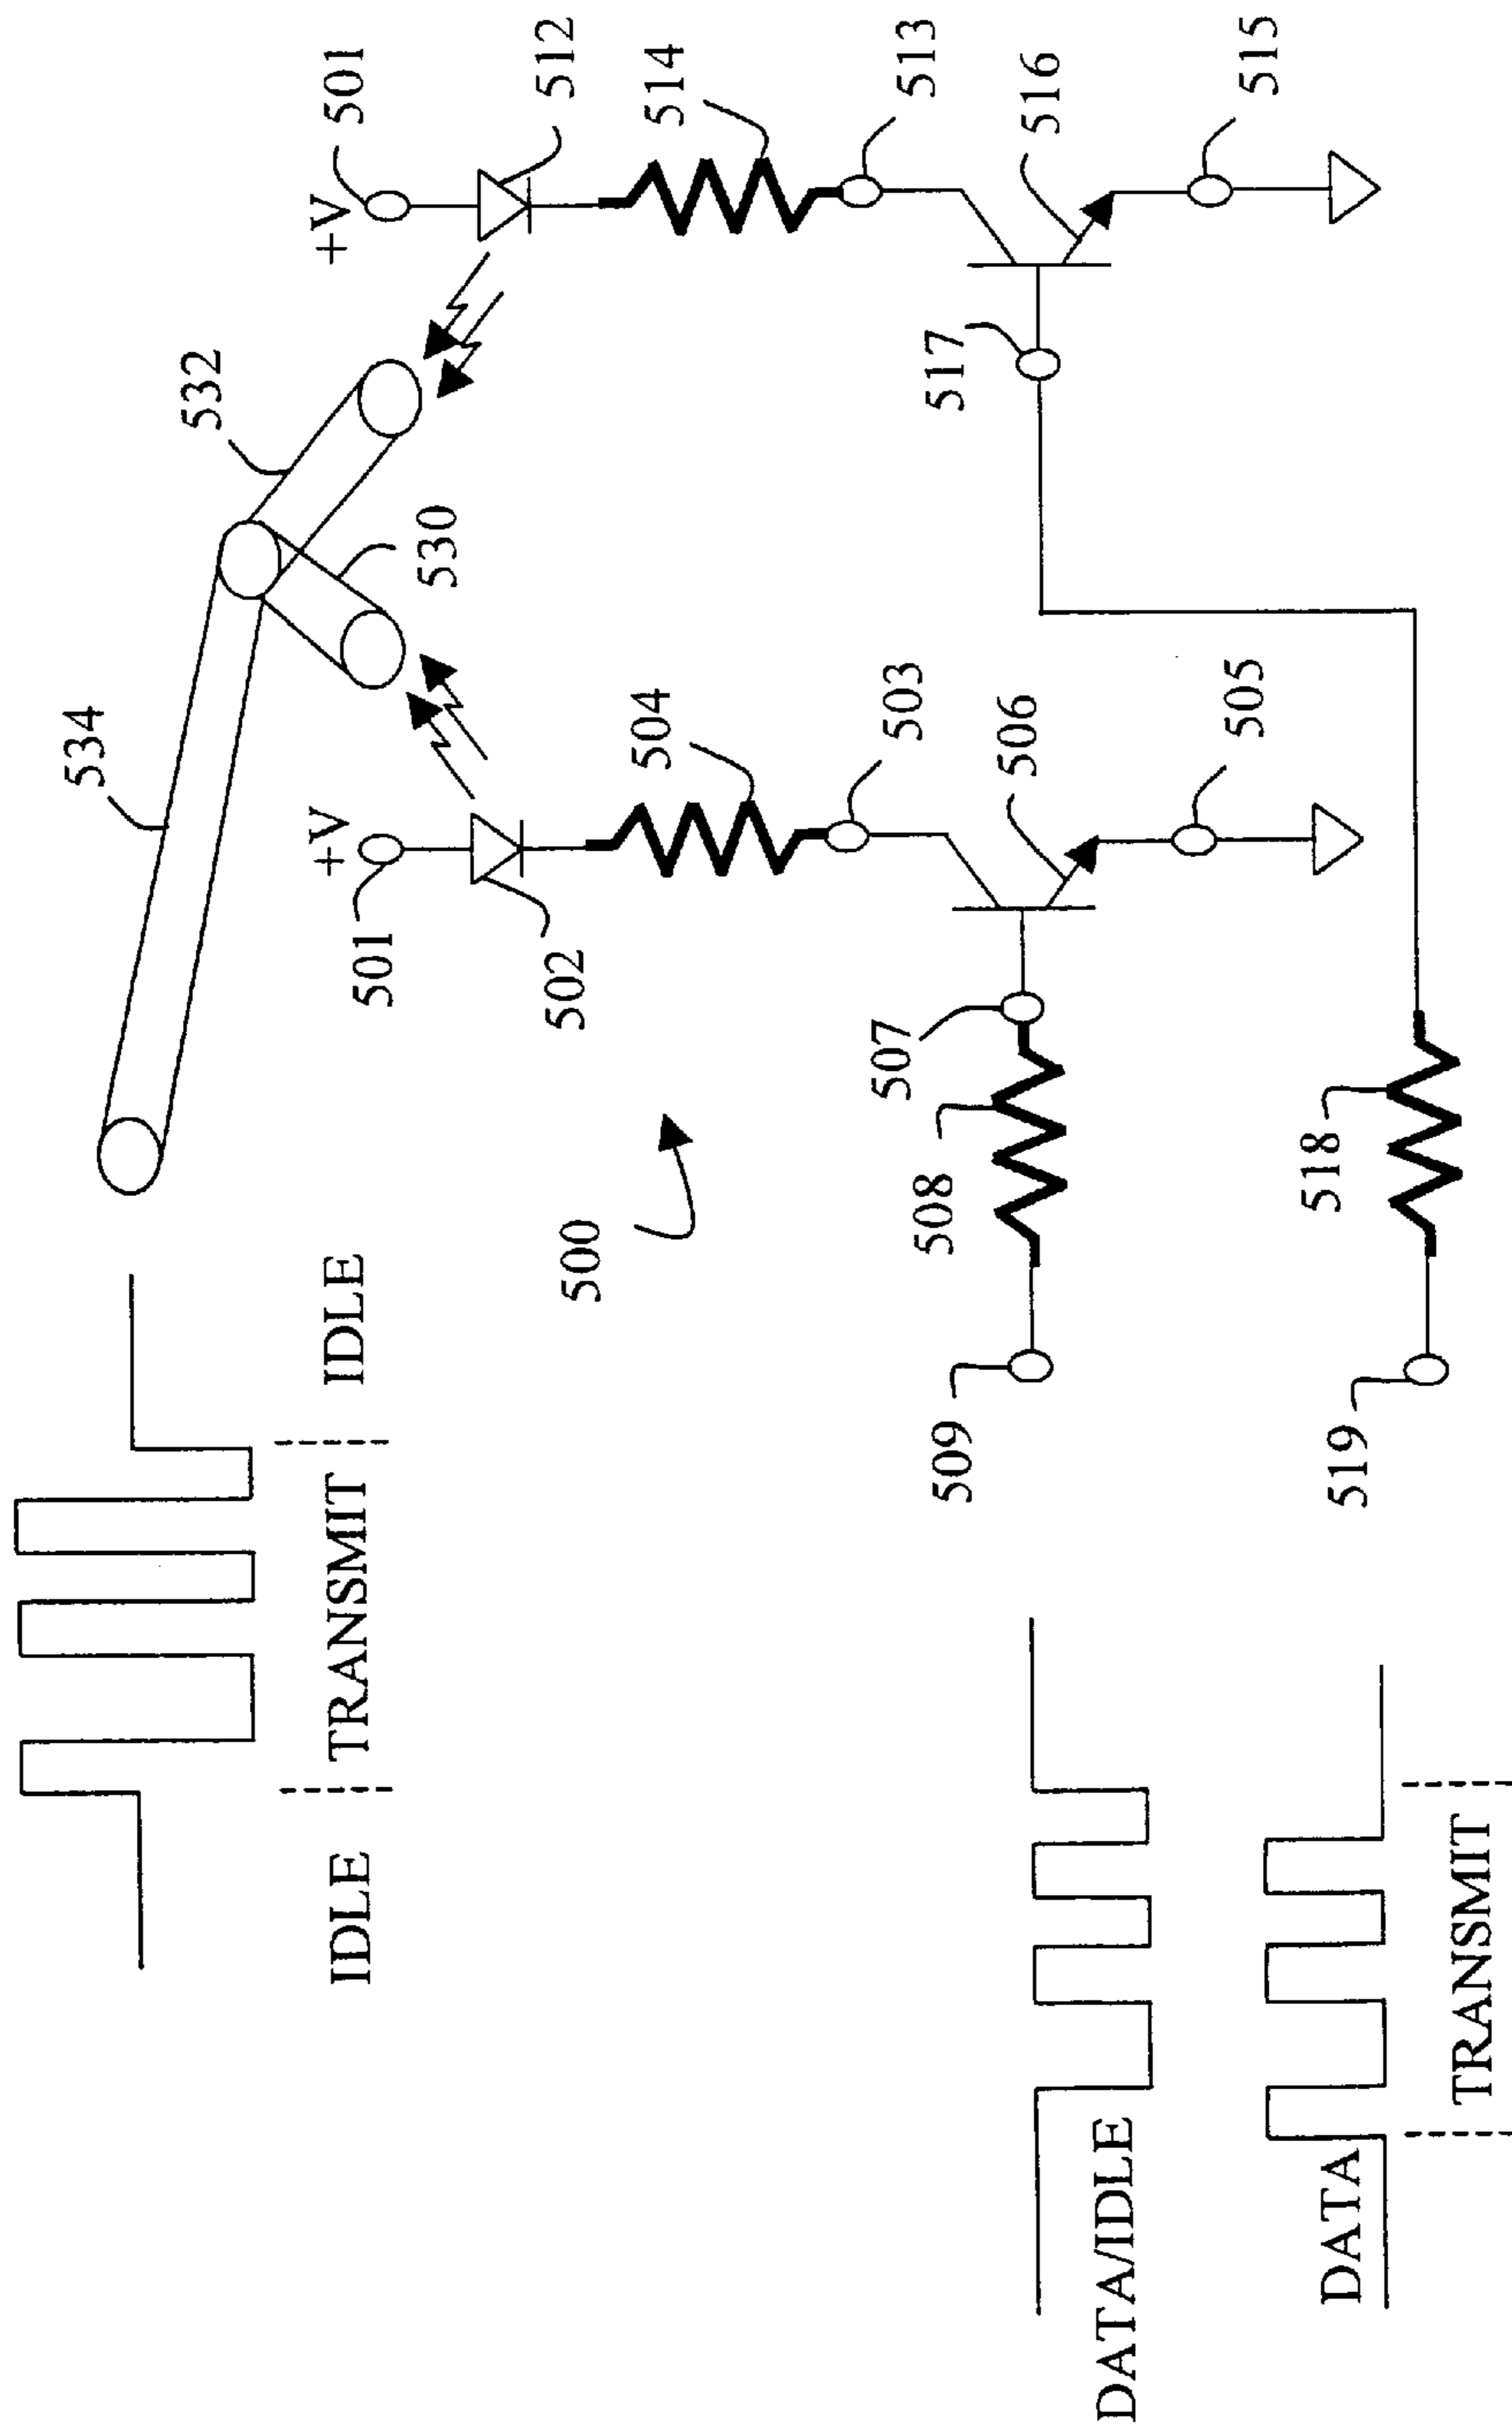 534
532
IDLE TRANSMIT IDLE
+V +V
501 501
530
500 502 512
504 514
509 508 507 503 517 513
506 516
DATA/IDLE
505 515
DATA 519 518
TRANSMIT